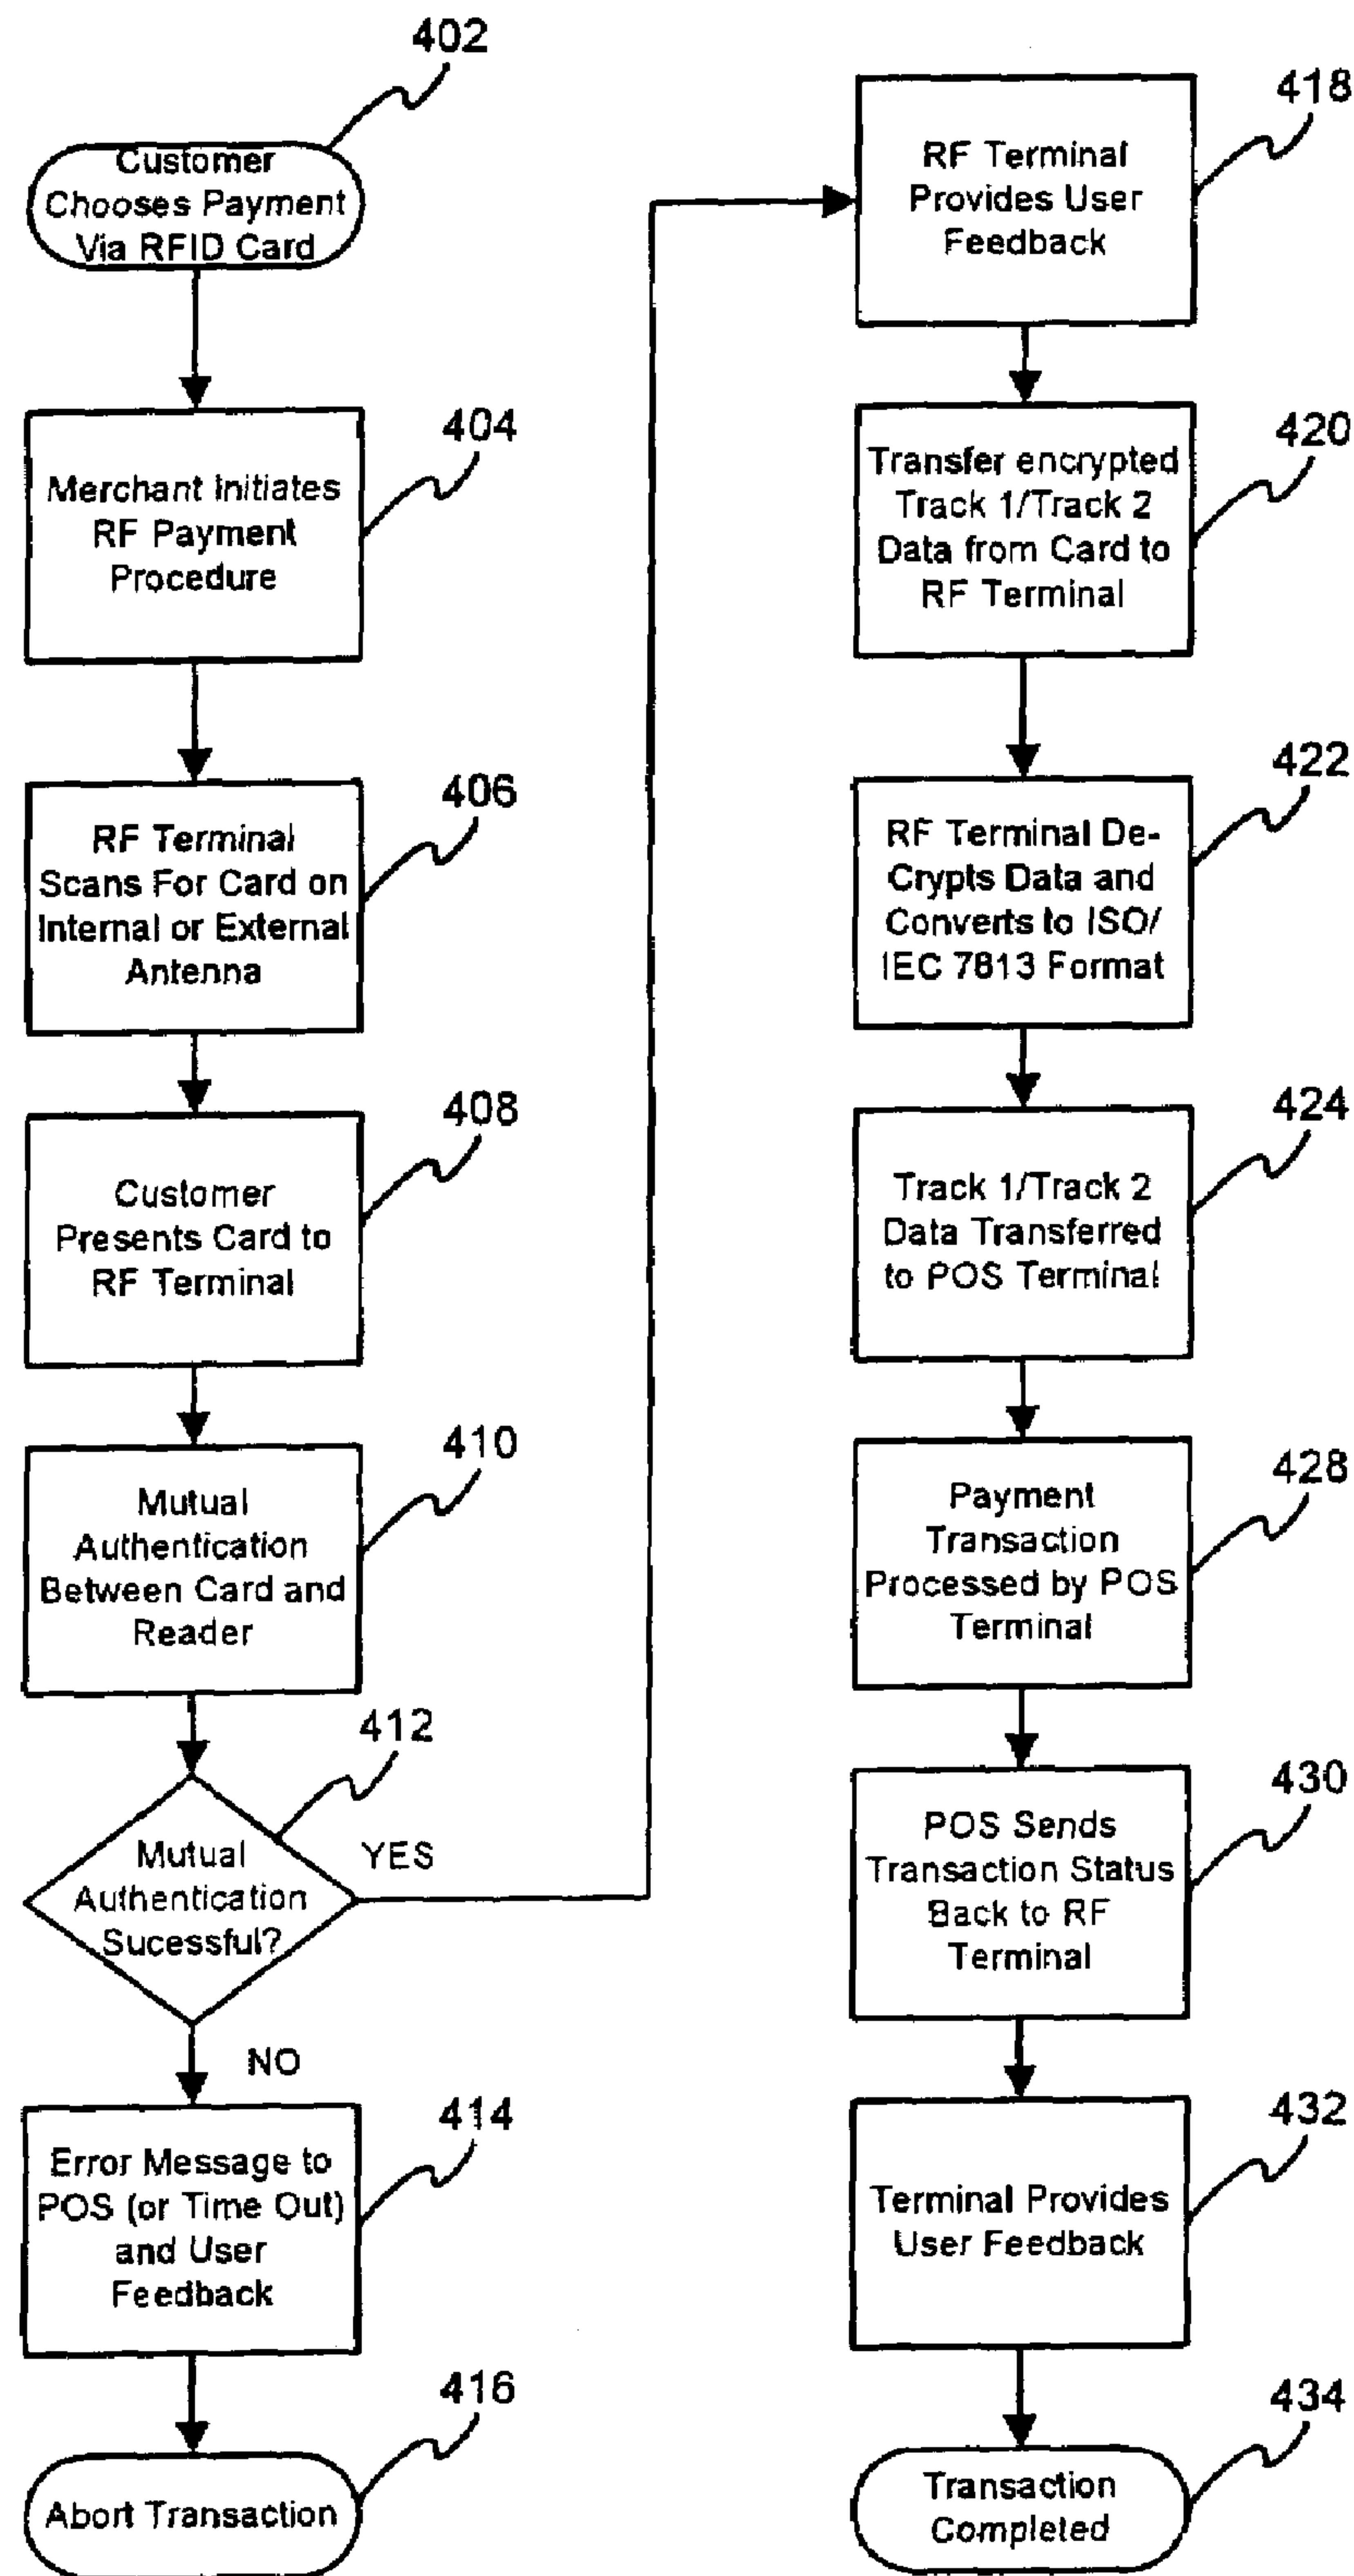 402
Customer
Chooses Payment
Via RFID Card
404
Merchant Initiates
RF Payment
Procedure
406
RF Terminal
Scans For Card on
Internal or External
Antenna
408
Customer
Presents Card to
RF Terminal
410
Mutual
Authentication
Between Card and
Reader
412
Mutual
Authentication
Sucessful?
YES
NO
414
Error Message to
POS (or Time Out)
and User
Feedback
416
Abort Transaction
418
RF Terminal
Provides User
Feedback
420
Transfer encrypted
Track 1/Track 2
Data from Card to
RF Terminal
422
RF Terminal De-
Crypts Data and
Converts to ISO/
IEC 7813 Format
424
Track 1/Track 2
Data Transferred
to POS Terminal
428
Payment
Transaction
Processed by POS
Terminal
430
POS Sends
Transaction Status
Back to RF
Terminal
432
Terminal Provides
User Feedback
434
Transaction
Completed